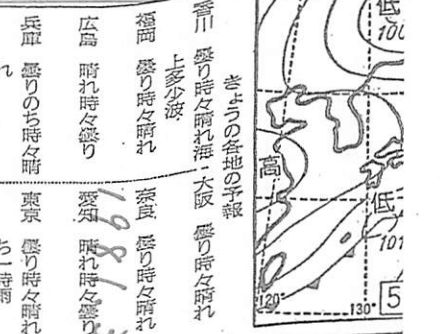 低
100
高
低
101
120°
130°
5
きょうの各地の予報
香川 曇り時々晴れ海
上多少波
福岡 曇り時々晴れ
広島 晴れ時々曇り
兵庫 曇りのち時々晴
れ
大阪 曇り時々晴れ
奈良 曇り時々晴れ
愛知 晴れ時々曇り
東京 曇り時々晴れ
ち一時雨
1981